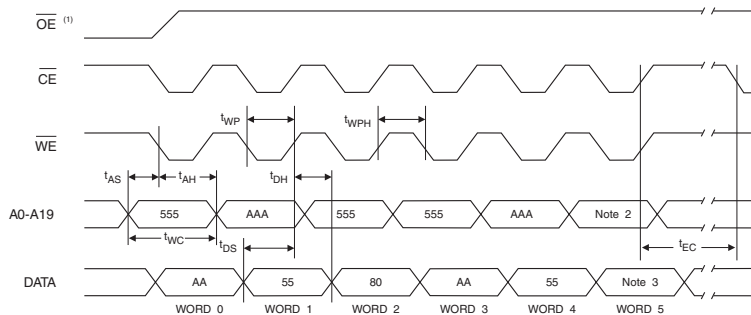 OE (1)
CE
tWP
tWPH
WE
tAS
tAH
tDH
A0-A19
555
AAA
555
555
AAA
Note 2
tWC
tDS
tEC
DATA
AA
55
80
AA
55
Note 3
WORD 0
WORD 1
WORD 2
WORD 3
WORD 4
WORD 5